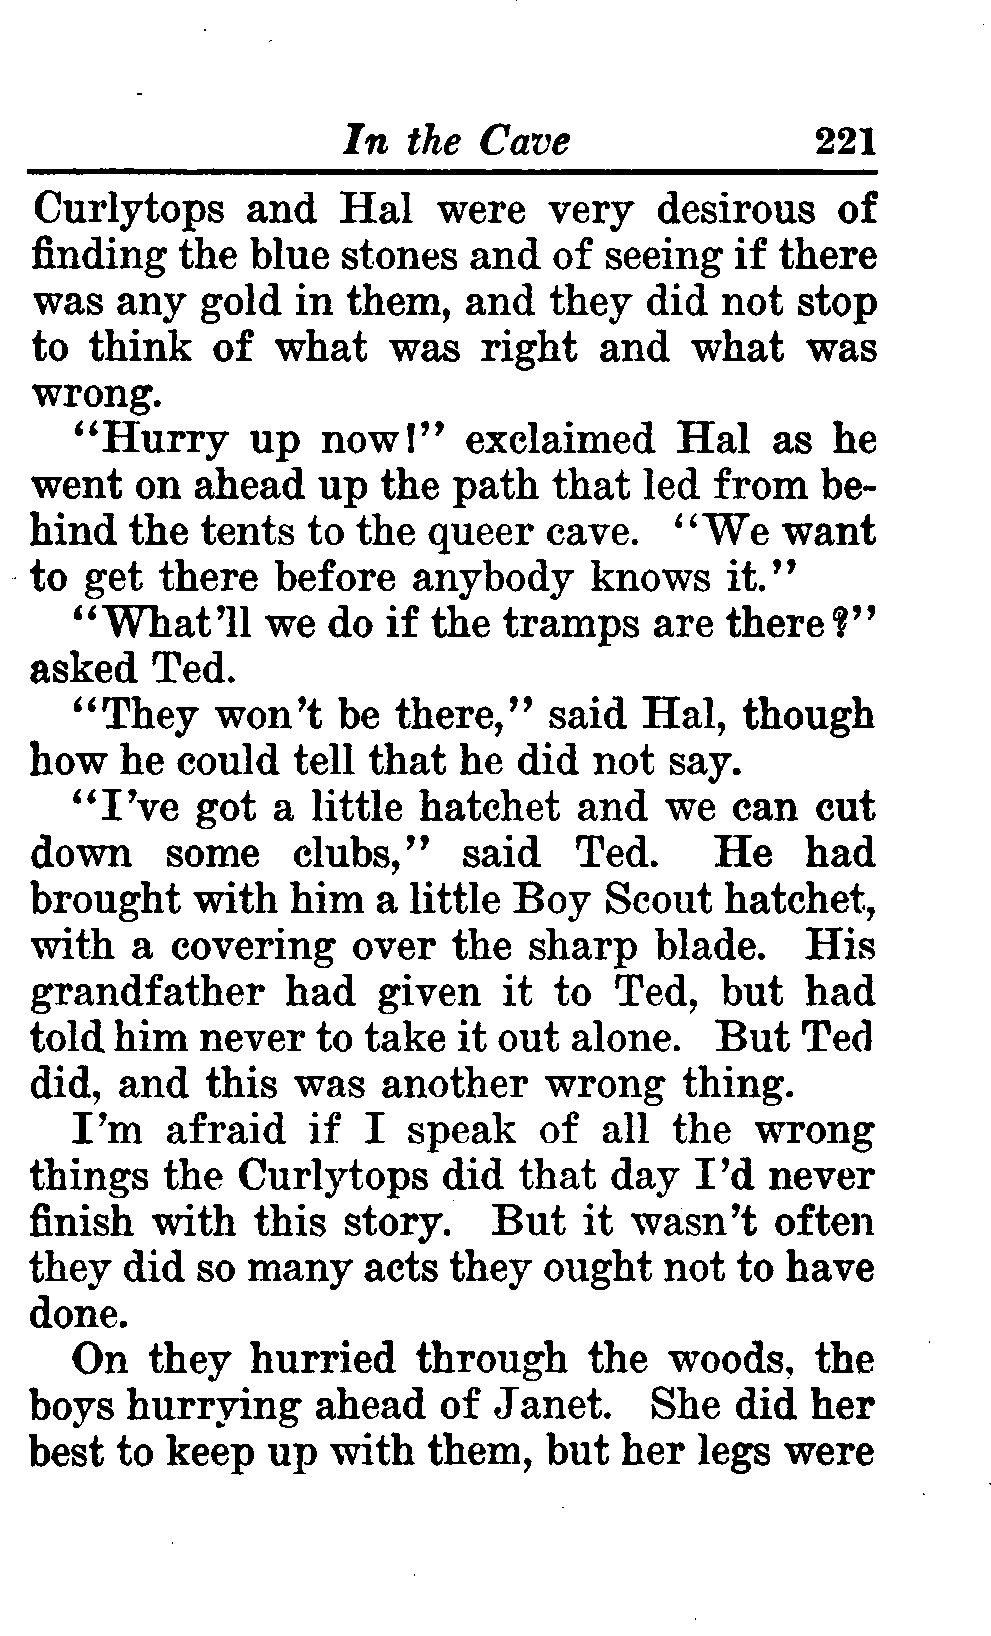 In the Cave 221
Curlytops and Hal were very desirous of
finding the blue stones and of seeing if there
was any gold in them, and they did not stop
to think of what was right and what was
wrong.
“Hurry up now!” exclaimed Hal as he
went on ahead up the path that led from be-
hind the tents to the queer cave. “We want
to get there before anybody knows it.”
“What’ll we do if the tramps are there?”
asked Ted.
“They won’t be there,” said Hal, though
how he could tell that he did not say.
“I’ve got a little hatchet and we can cut
down some clubs,” said Ted. He had
brought with him a little Boy Scout hatchet,
with a covering over the sharp blade. His
grandfather had given it to Ted, but had
told him never to take it out alone. But Ted
did, and this was another wrong thing.
I’m afraid if I speak of all the wrong
things the Curlytops did that day I’d never
finish with this story. But it wasn’t often
they did so many acts they ought not to have
done.
On they hurried through the woods, the
boys hurrying ahead of Janet. She did her
best to keep up with them, but her legs were